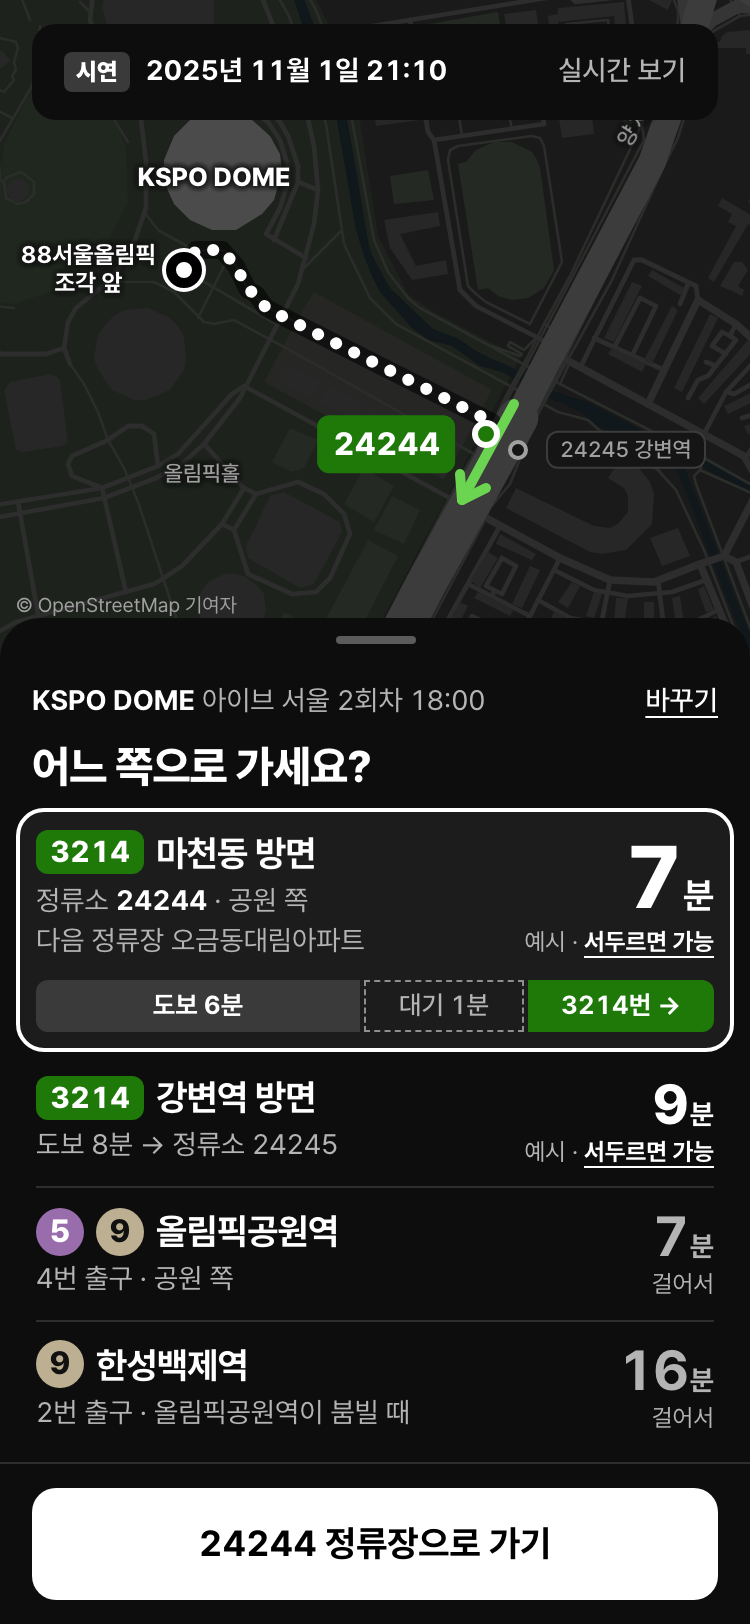 시연 2025년 11월 1일 21:10 실시간 보기
KSPO DOME
88서울올림픽
조각 앞
24244
24245 강변역
올림픽홀
© OpenStreetMap 기여자
KSPO DOME 아이브 서울 2회차 18:00 바꾸기
어느 쪽으로 가세요?
3214 마천동 방면 7분
정류소 24244 · 공원 쪽
다음 정류장 오금동대림아파트 예시 · 서두르면 가능
도보 6분 대기 1분 3214번 →
3214 강변역 방면 9분
도보 8분 → 정류소 24245 예시 · 서두르면 가능
5 9 올림픽공원역 7분
4번 출구 · 공원 쪽 걸어서
9 한성백제역 16분
2번 출구 · 올림픽공원역이 붐빌 때 걸어서
24244 정류장으로 가기